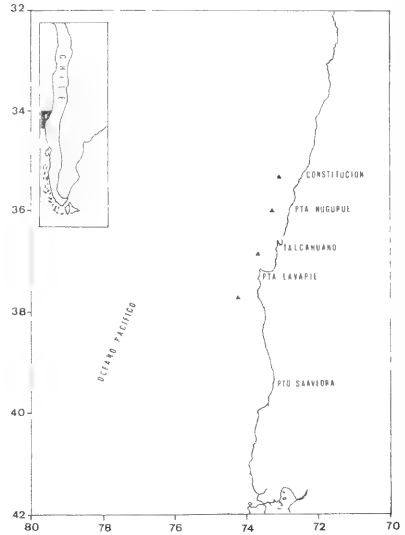 32
34
36
38
40
42
80
78
76
74
72
70
CHILE
CONSTITUCION
PTA NUGUPUE
TALCAHUANO
PTA LAVAPIE
OCEANO PACIFICO
PTO SAAVEDRA